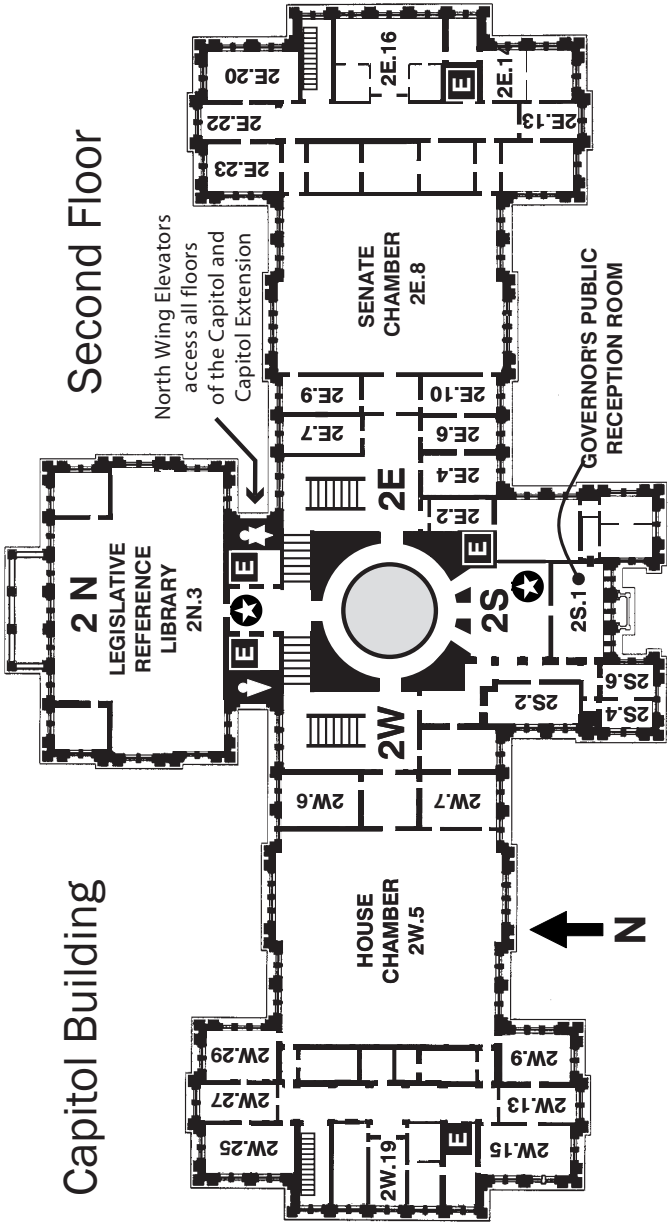 Capitol Building
Second Floor
North Wing Elevators
access all floors
of the Capitol and
Capitol Extension
2 N
LEGISLATIVE
REFERENCE
LIBRARY
2N.3
E
E
2W.29
2W.27
2W.25
2W.19
E
2W.9
2W.13
2W.15
HOUSE
CHAMBER
2W.5
2W.6
2W.7
2W
2E
2S
E
2S.1
2S.2
2S.4
2S.6
GOVERNOR'S PUBLIC
RECEPTION ROOM
2E.9
2E.7
2E.10
2E.6
2E.4
2E.2
SENATE
CHAMBER
2E.8
2E.23
2E.22
2E.20
2E.16
E
2E.14
2E.13
N